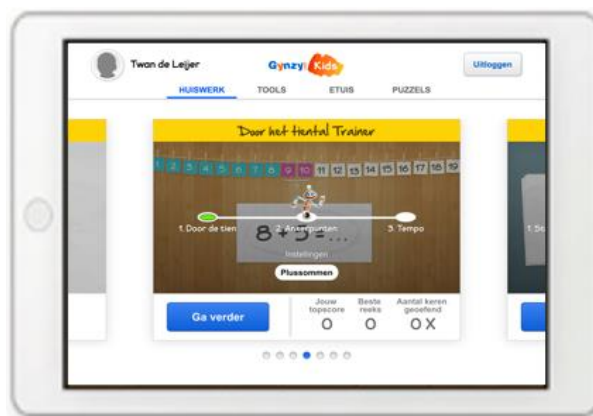 Twan de Leijer
Gynzy Kids
Uitloggen
HUISWERK TOOLS ETUIS PUZZELS
Door het tiental Trainer
1 2 3 4 5 6 7 8 9 10 11 12 13 14 15 16 17 18 19
1. Door de tien
2. Ankerpunten
3. Tempo
8+5=...
Instellingen
Plussommen
Ga verder
Jouw topscore
0
Beste reeks
0
Aantal keren geoefend
0 X